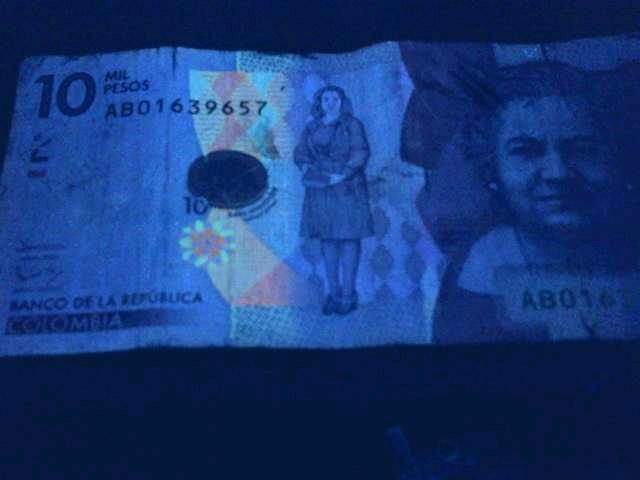 10 MIL
PESOS
AB01639657
10
BANCO DE LA REPÚBLICA
COLOMBIA
AB016